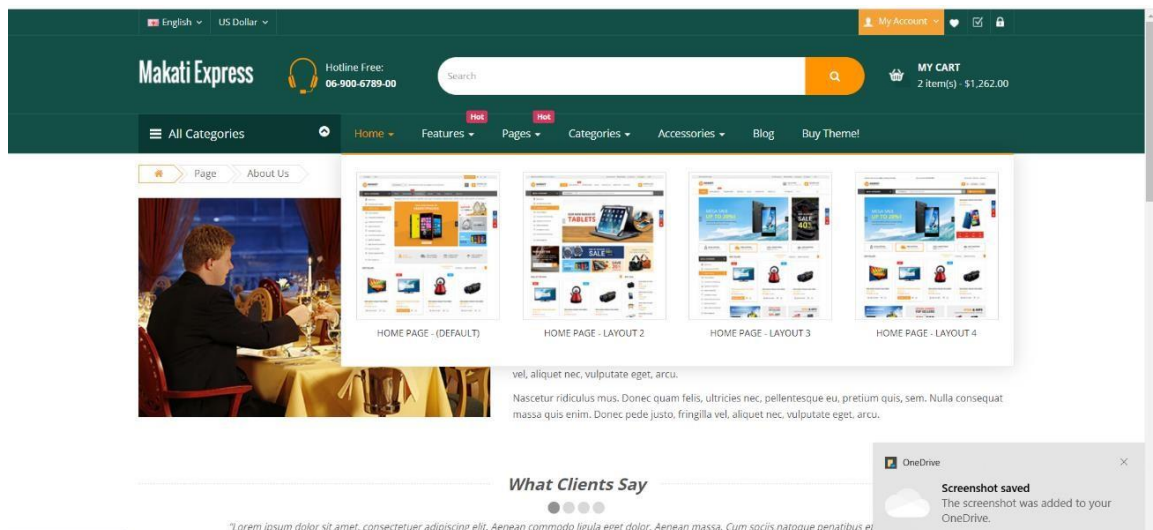 English
US Dollar
My Account
Makati Express
Hotline Free:
06-900-6789-00
Search
MY CART
2 item(s) - $1,262.00
All Categories
Home
Hot
Features
Hot
Pages
Categories
Accessories
Blog
Buy Theme!
Page
About Us
HOME PAGE - (DEFAULT)
TABLETS
SALE
HOME PAGE - LAYOUT 2
SALE
HOME PAGE - LAYOUT 3
HOME PAGE - LAYOUT 4
vel, aliquet nec, vulputate eget, arcu.
Nascetur ridiculus mus. Donec quam felis, ultricies nec, pellentesque eu, pretium quis, sem. Nulla consequat
massa quis enim. Donec pede justo, fringilla vel, aliquet nec, vulputate eget, arcu.
What Clients Say
"Lorem ipsum dolor sit amet, consectetuer adipiscing elit. Aenean commodo ligula eget dolor. Aenean massa. Cum sociis natoque penatibus et
OneDrive
Screenshot saved
The screenshot was added to your
OneDrive.